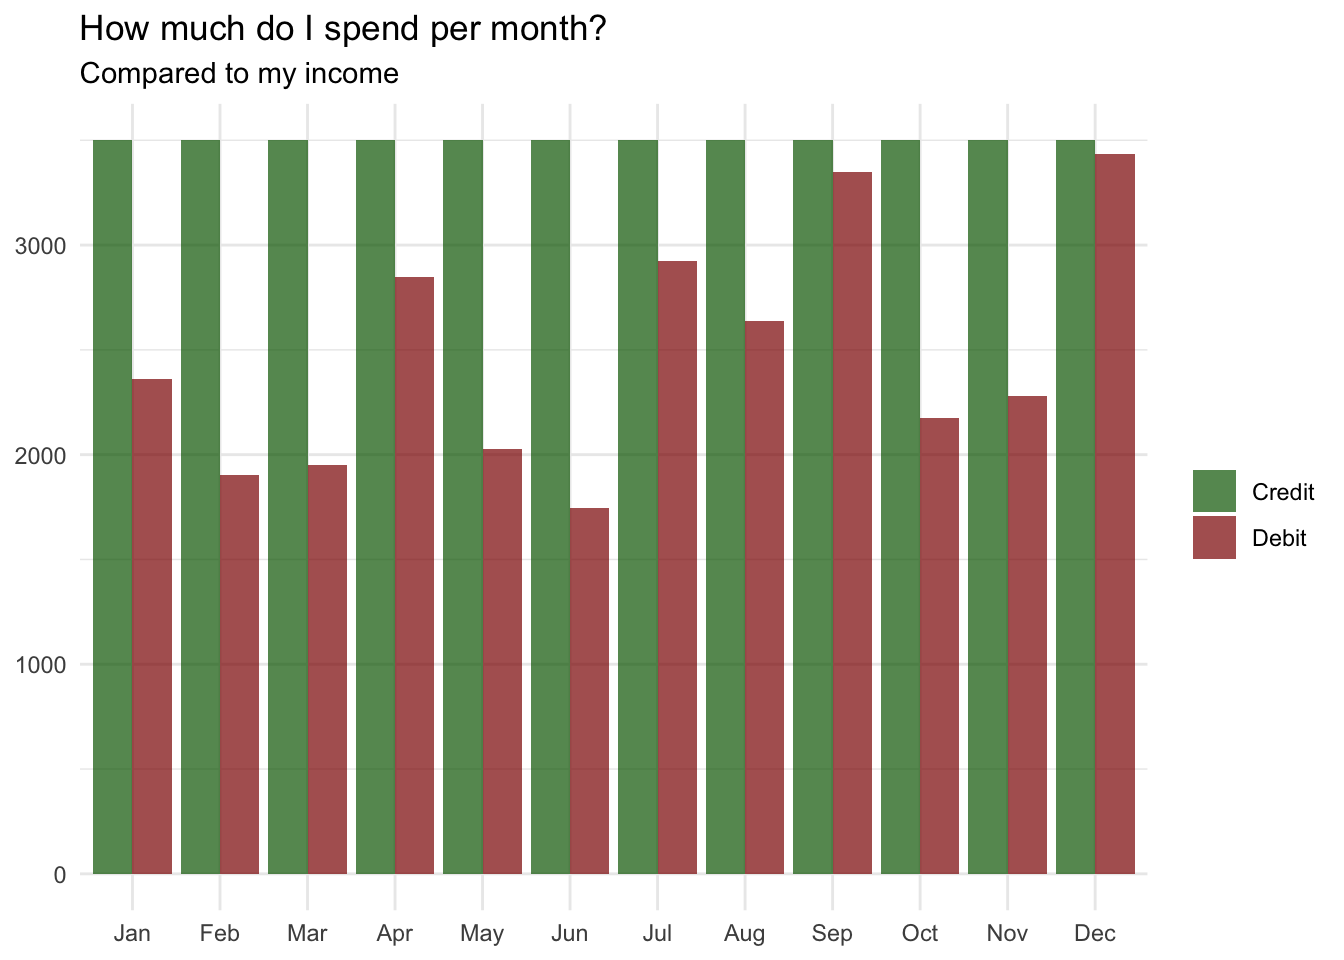 How much do I spend per month?
Compared to my income
3000
2000
1000
0
Jan Feb Mar Apr May Jun Jul Aug Sep Oct Nov Dec
Credit
Debit